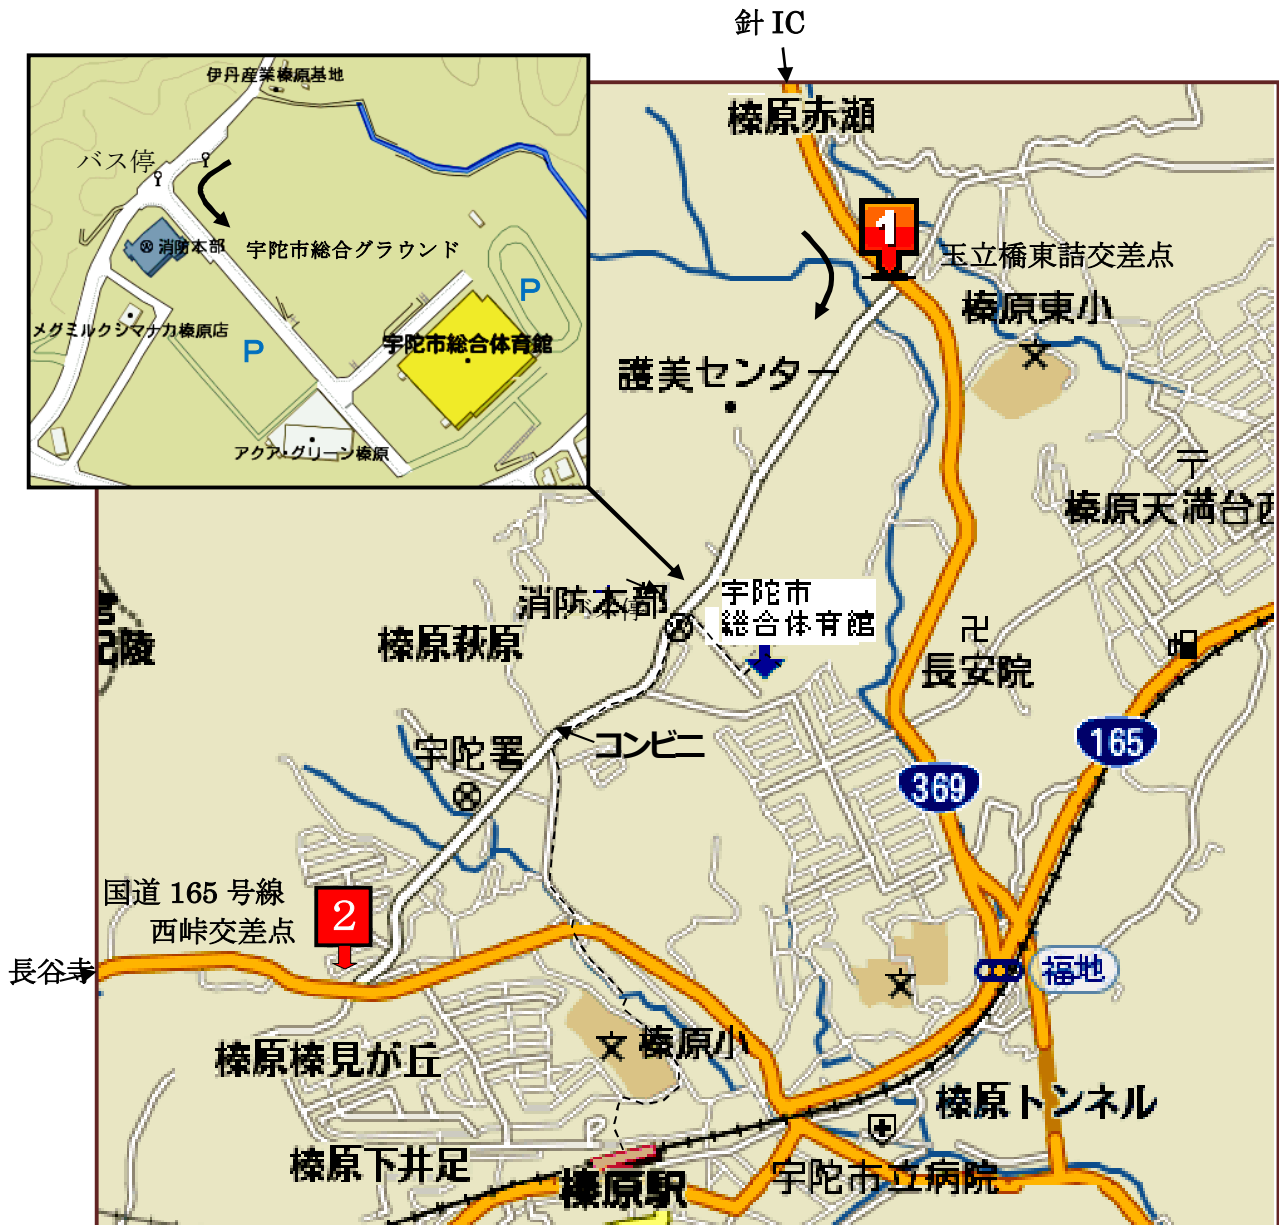 針 IC
伊丹産業榛原基地
榛原赤瀬
バス停
消防本部
宇陀市総合グラウンド
1
玉立橋東詰交差点
P
榛原東小
メグミルクシマナカ榛原店
宇陀市総合体育館
P
護美センター
アクア・グリーン榛原
榛原天満台西
消防本部
バス停
宇陀市
総合体育館
陵
榛原萩原
長安院
コンビニ
宇陀署
165
369
国道 165 号線
西峠交差点
2
長谷寺
福地
榛原榛見が丘
榛原小
榛原トンネル
榛原下井足
榛原駅
宇陀市立病院